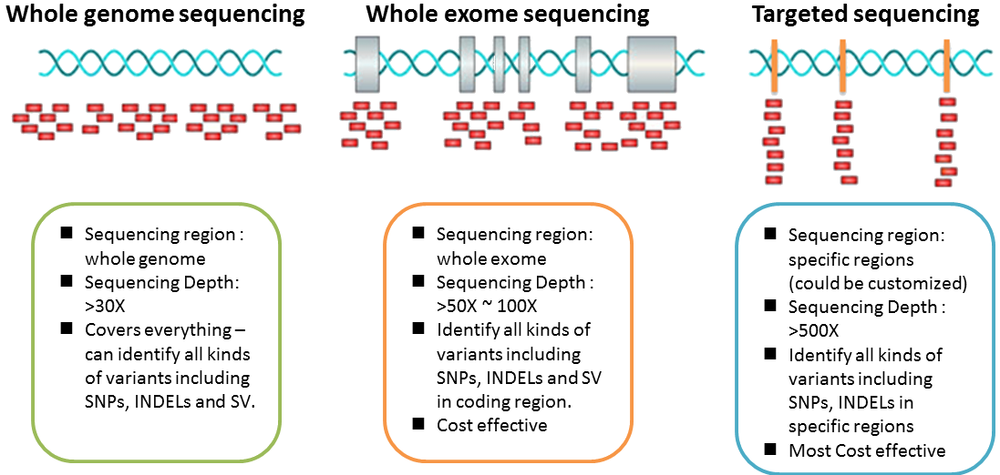 Whole genome sequencing
Whole exome sequencing
Targeted sequencing
■ Sequencing region :
whole genome
■ Sequencing Depth:
>30X
■ Covers everything –
can identify all kinds
of variants including
SNPs, INDELs and SV.
■ Sequencing region:
whole exome
■ Sequencing Depth :
>50X ~ 100X
■ Identify all kinds of
variants including
SNPs, INDELs and SV
in coding region.
■ Cost effective
■ Sequencing region:
specific regions
(could be customized)
■ Sequencing Depth :
>500X
■ Identify all kinds of
variants including
SNPs, INDELs in
specific regions
■ Most Cost effective